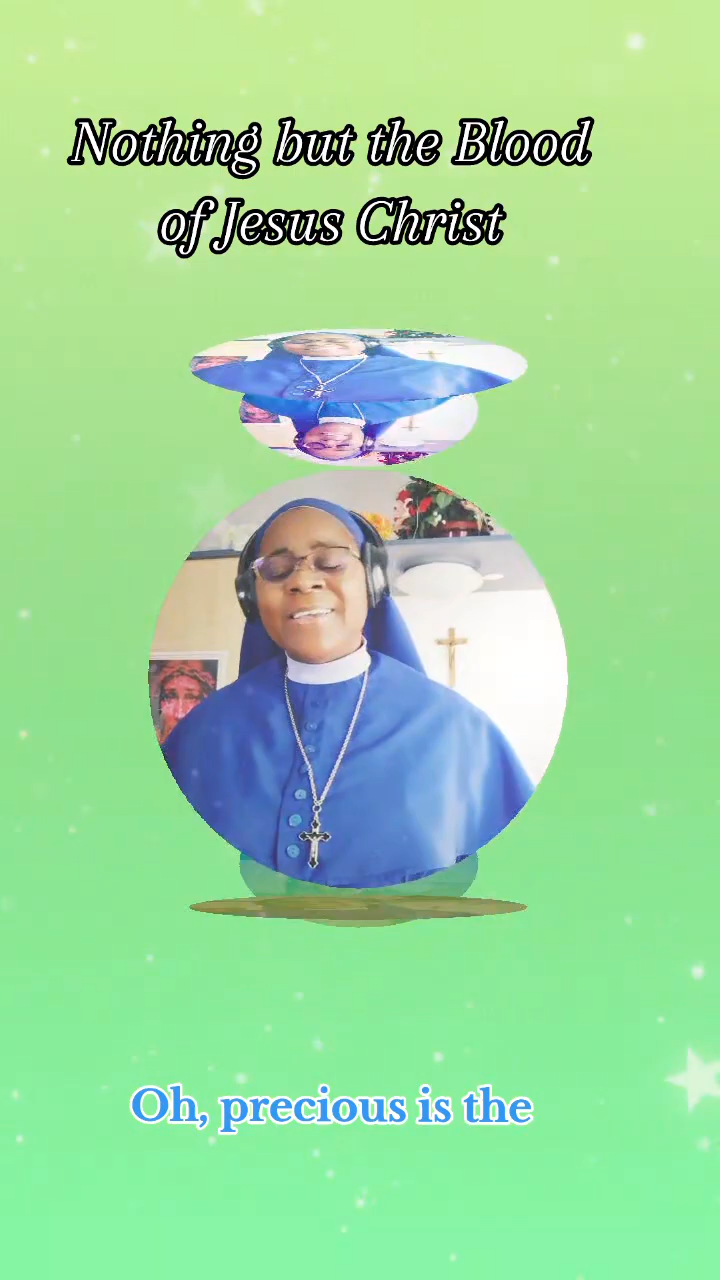 Nothing but the Blood
of Jesus Christ
Oh, precious is the